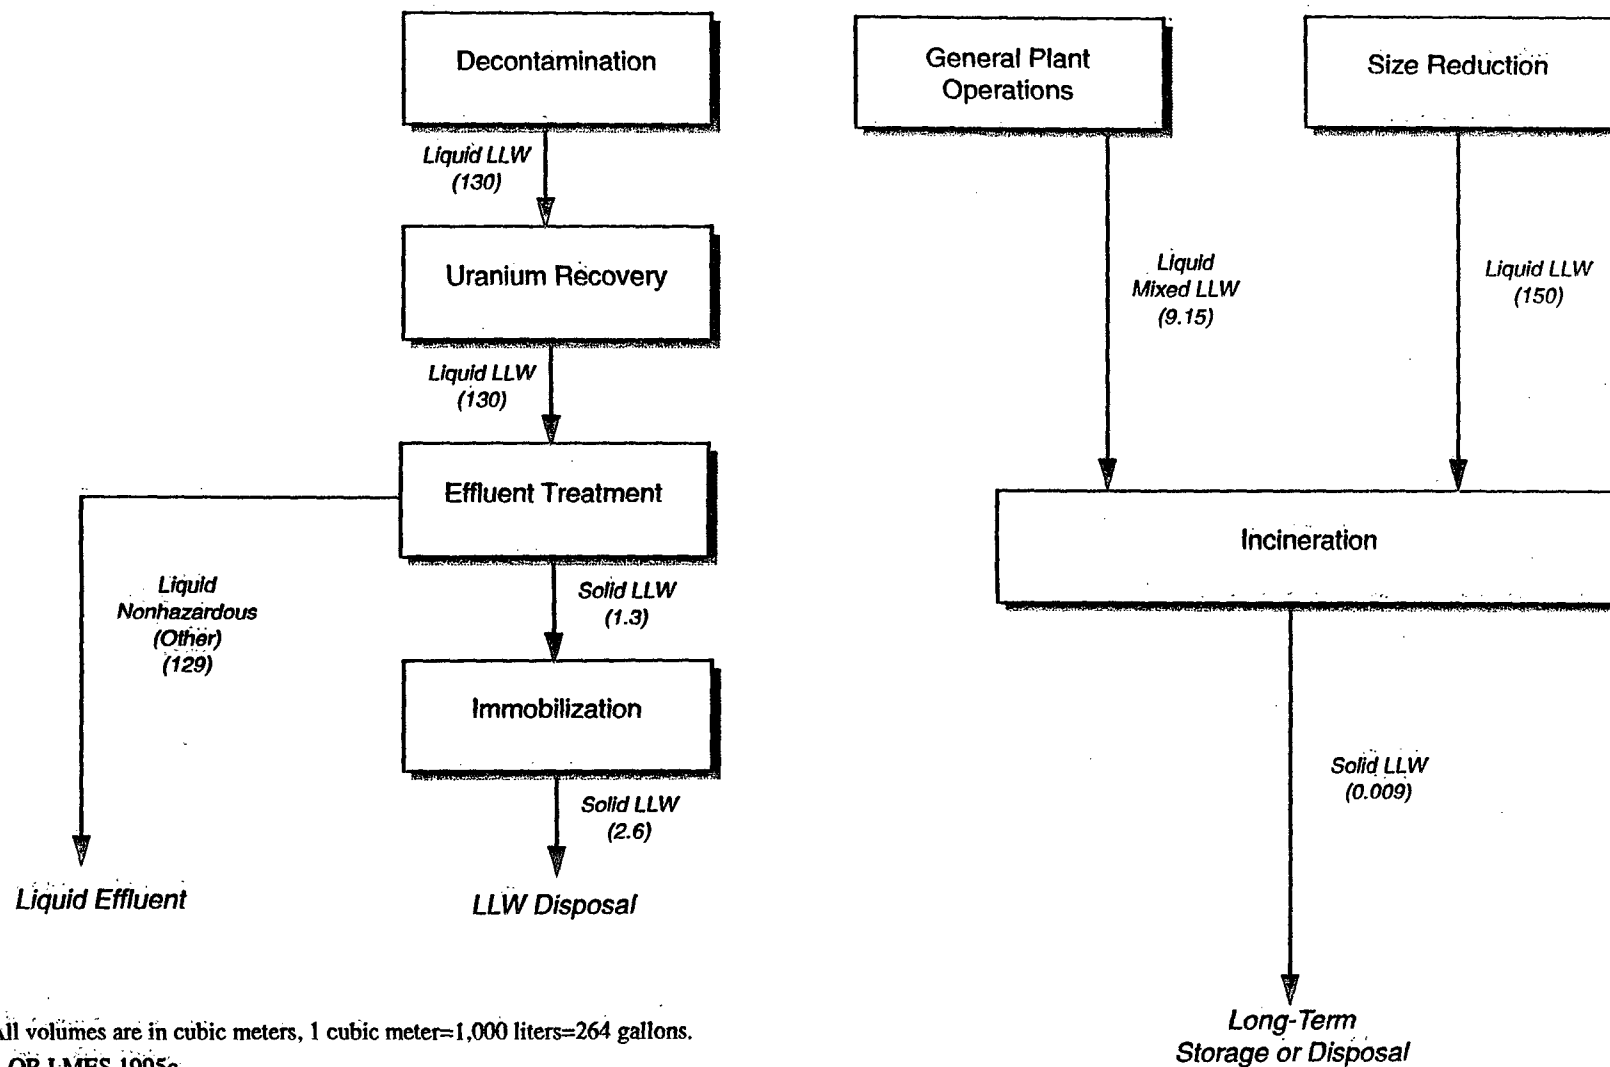 Decontamination
Liquid LLW
(130)
Uranium Recovery
Liquid LLW
(130)
Effluent Treatment
Liquid
Nonhazardous
(Other)
(129)
Solid LLW
(1.3)
Immobilization
Solid LLW
(2.6)
Liquid Effluent
LLW Disposal
General Plant
Operations
Size Reduction
Liquid
Mixed LLW
(9.15)
Liquid LLW
(150)
Incineration
Solid LLW
(0.009)
Long-Term
Storage or Disposal
All volumes are in cubic meters, 1 cubic meter=1,000 liters=264 gallons.
OR LMES 1995